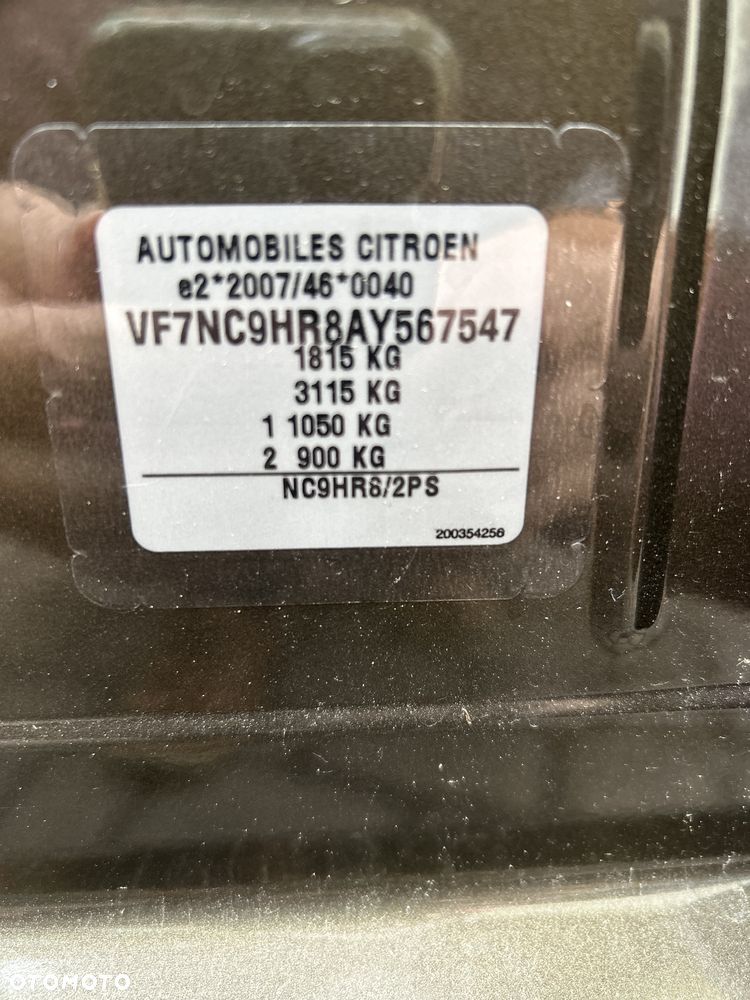 AUTOMOBILES CITROEN
e2*2007/46*0040
VF7NC9HR8AY567547
1815 KG
3115 KG
1 1050 KG
2 900 KG
NC9HR8/2PS
200354256
OTOMOTO